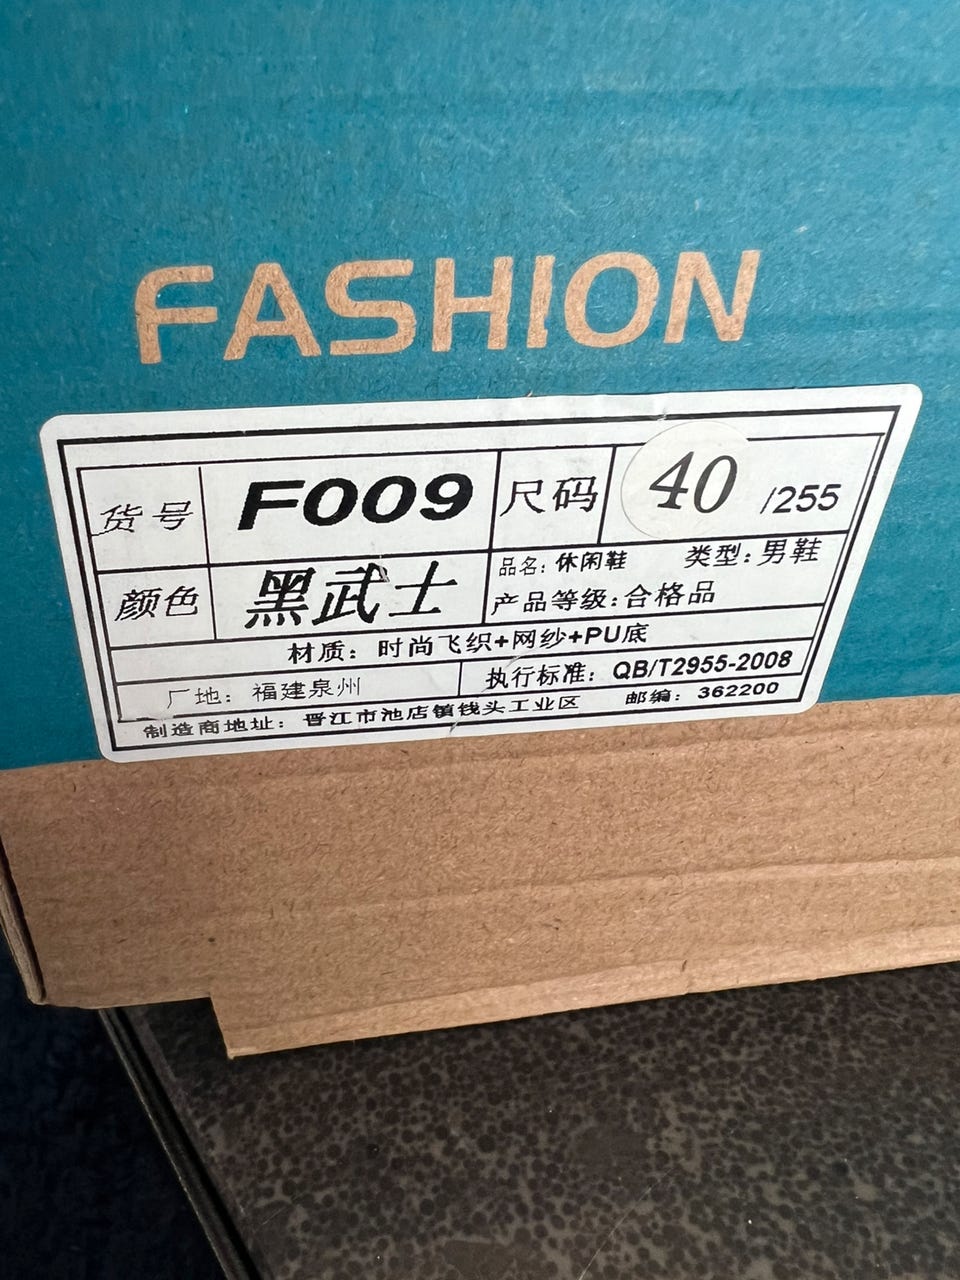 FASHION
货号 F009 尺码 40 /255
颜色 黑武士 品名: 休闲鞋 类型: 男鞋
产品等级: 合格品
材质: 时尚飞织+网纱+PU底
厂地: 福建泉州 执行标准: QB/T2955-2008
制造商地址: 晋江市池店镇钱头工业区 邮编: 362200